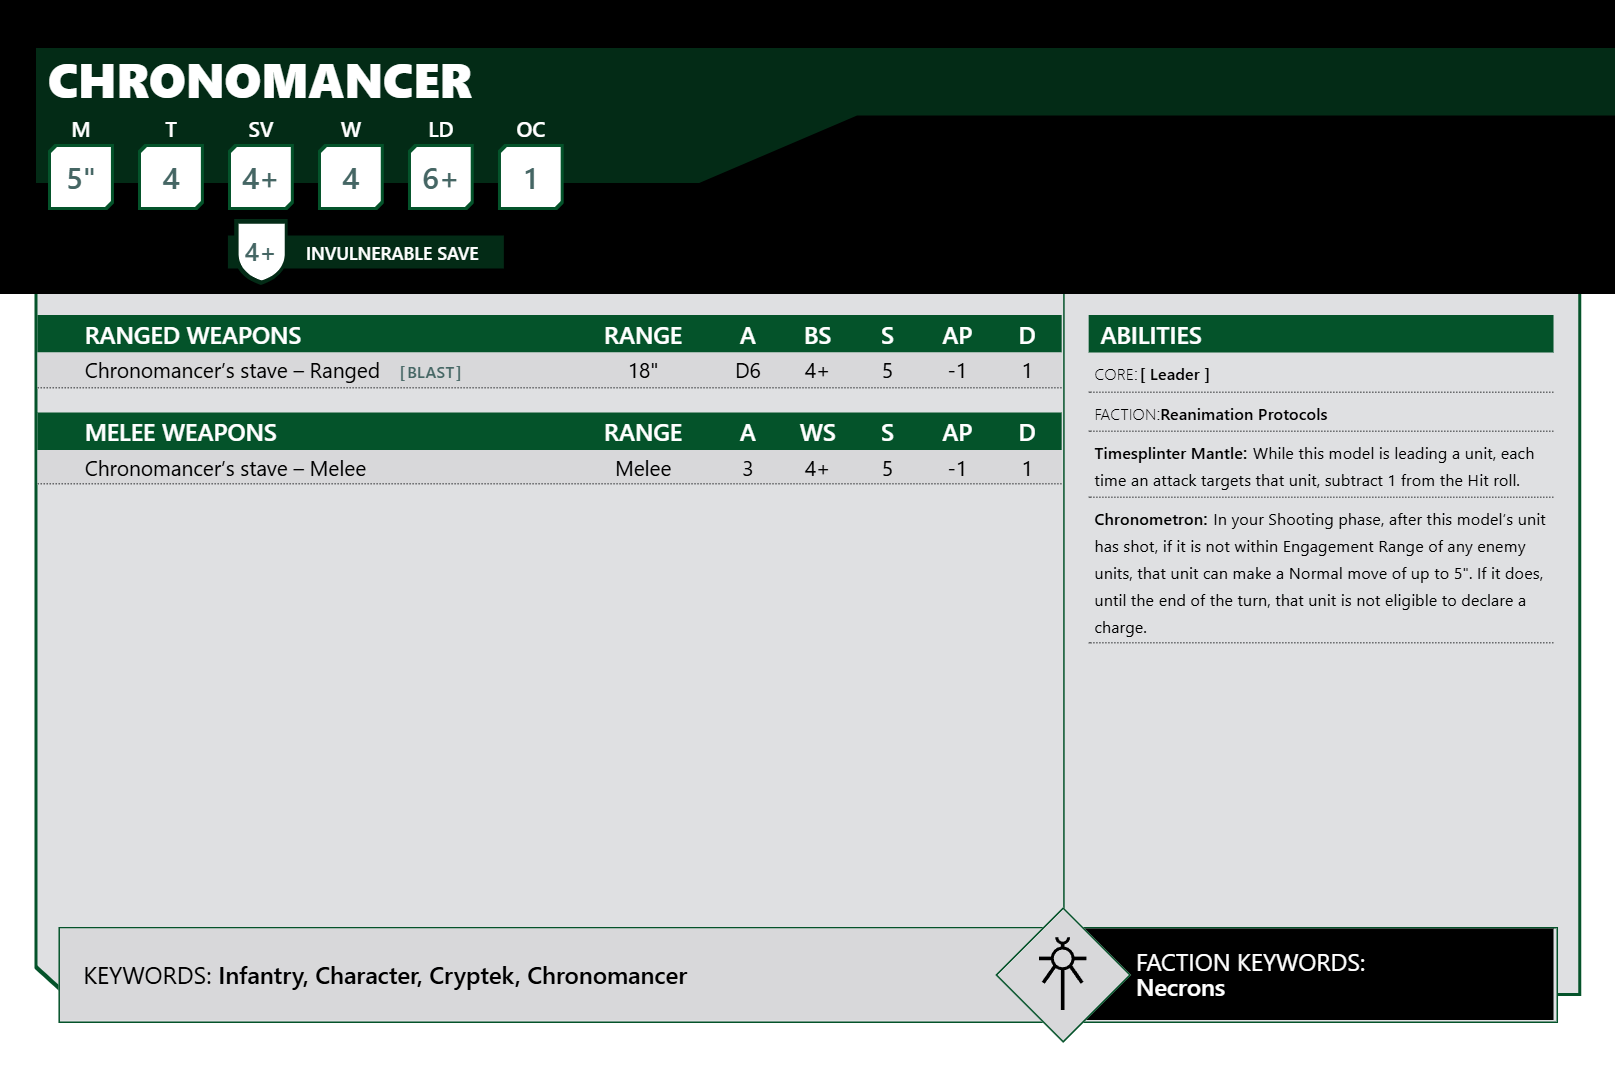 CHRONOMANCER
M T SV W LD OC
5" 4 4+ 4 6+ 1
4+ INVULNERABLE SAVE
RANGED WEAPONS RANGE A BS S AP D
Chronomancer’s stave – Ranged [BLAST] 18" D6 4+ 5 -1 1
MELEE WEAPONS RANGE A WS S AP D
Chronomancer’s stave – Melee Melee 3 4+ 5 -1 1
ABILITIES
CORE: [ Leader ]
FACTION:Reanimation Protocols
Timesplinter Mantle: While this model is leading a unit, each
time an attack targets that unit, subtract 1 from the Hit roll.
Chronometron: In your Shooting phase, after this model’s unit
has shot, if it is not within Engagement Range of any enemy
units, that unit can make a Normal move of up to 5". If it does,
until the end of the turn, that unit is not eligible to declare a
charge.
KEYWORDS: Infantry, Character, Cryptek, Chronomancer
FACTION KEYWORDS:
Necrons